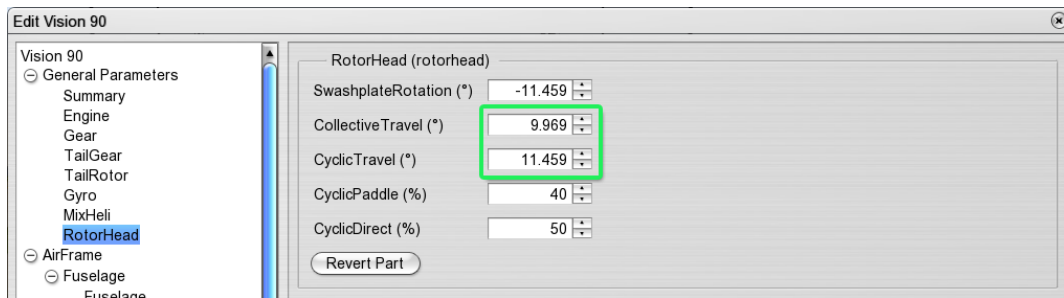 Edit Vision 90
Vision 90
General Parameters
Summary
Engine
Gear
TailGear
TailRotor
Gyro
MixHeli
RotorHead
AirFrame
Fuselage
Fuselage
RotorHead (rotorhead)
SwashplateRotation (°) -11.459
CollectiveTravel (°) 9.969
CyclicTravel (°) 11.459
CyclicPaddle (%) 40
CyclicDirect (%) 50
Revert Part